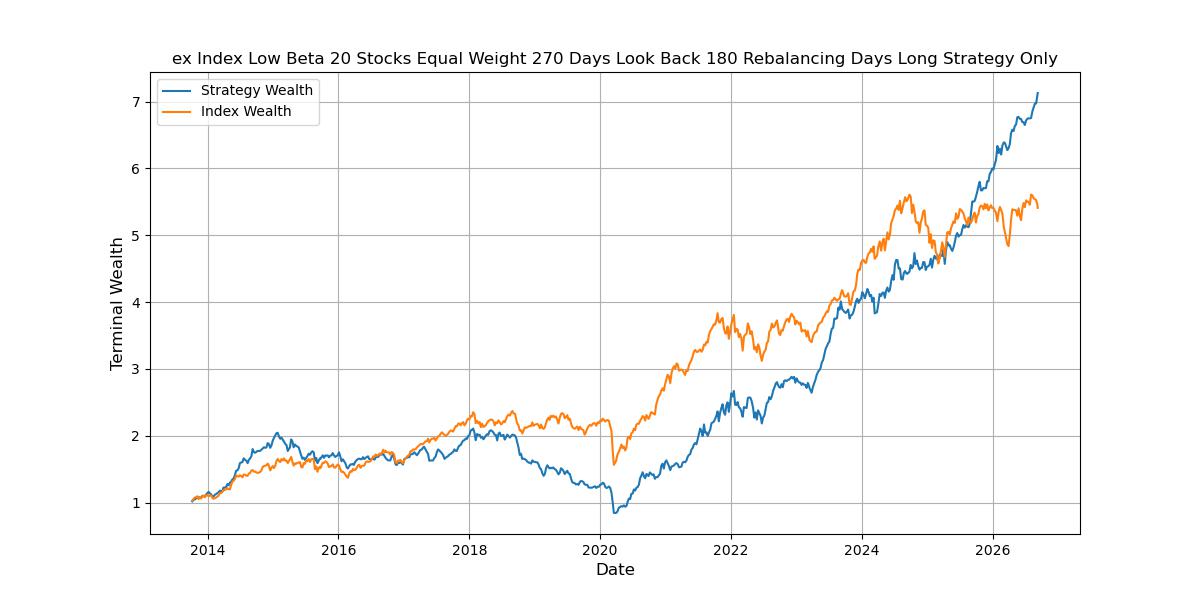 ex Index Low Beta 20 Stocks Equal Weight 270 Days Look Back 180 Rebalancing Days Long Strategy Only
Strategy Wealth
Index Wealth
Terminal Wealth
7
6
5
4
3
2
1
2014 2016 2018 2020 2022 2024 2026
Date